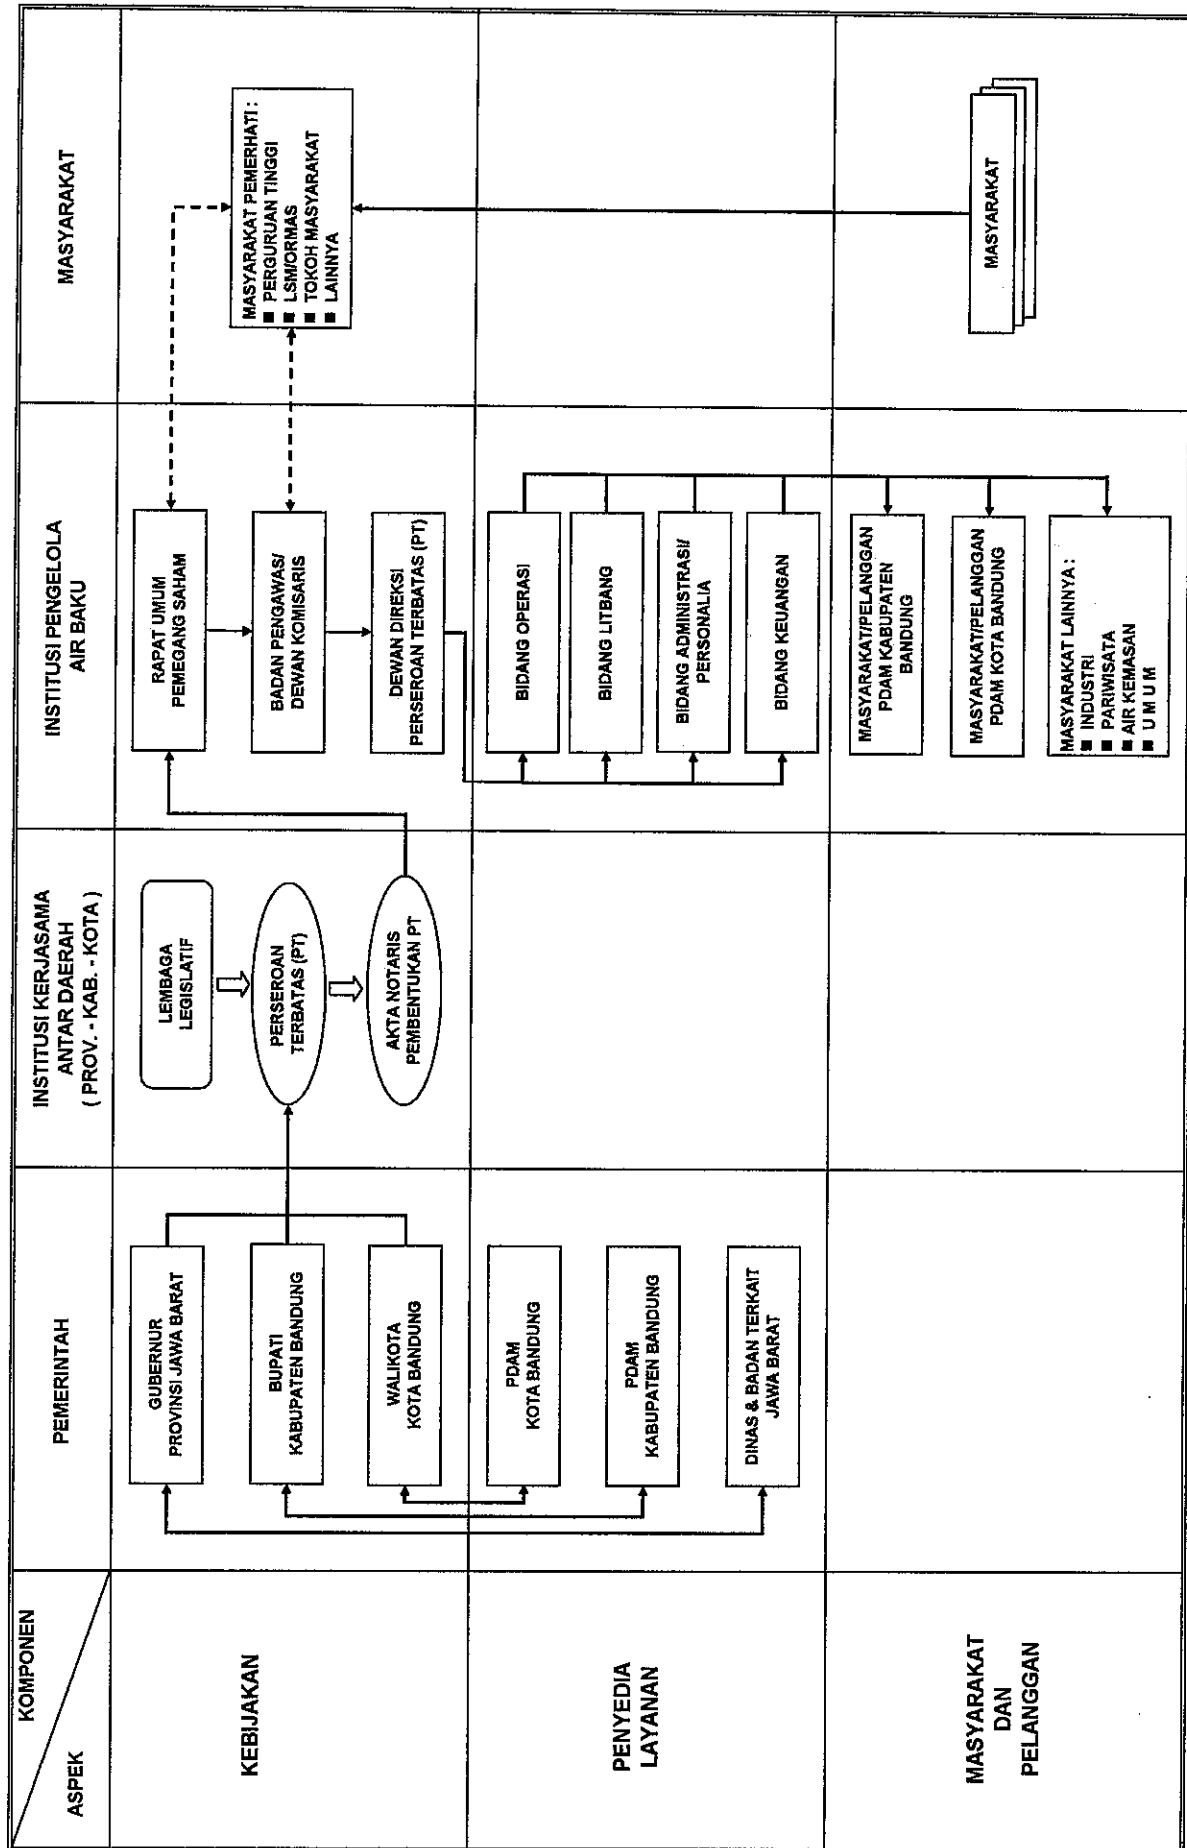 KOMPONEN
ASPEK
PEMERINTAH
INSTITUSI KERJASAMA
ANTAR DAERAH
( PROV. - KAB. - KOTA )
INSTITUSI PENGELOLA
AIR BAKU
MASYARAKAT
KEBIJAKAN
GUBERNUR
PROVINSI JAWA BARAT
BUPATI
KABUPATEN BANDUNG
WALIKOTA
KOTA BANDUNG
LEMBAGA
LEGISLATIF
PERSEROAN
TERBATAS (PT)
AKTA NOTARIS
PEMBENTUKAN PT
RAPAT UMUM
PEMEGANG SAHAM
BADAN PENGAWAS/
DEWAN KOMISARIS
DEWAN DIREKSI
PERSEROAN TERBATAS (PT)
MASYARAKAT PEMERHATI :
■ PERGURUAN TINGGI
■ LSM/ORMAS
■ TOKOH MASYARAKAT
■ LAINNYA
PENYEDIA
LAYANAN
PDAM
KOTA BANDUNG
PDAM
KABUPATEN BANDUNG
DINAS & BADAN TERKAIT
JAWA BARAT
BIDANG OPERASI
BIDANG LITBANG
BIDANG ADMINISTRASI/
PERSONALIA
BIDANG KEUANGAN
MASYARAKAT
DAN
PELANGGAN
MASYARAKAT/PELANGGAN
PDAM KABUPATEN
BANDUNG
MASYARAKAT/PELANGGAN
PDAM KOTA BANDUNG
MASYARAKAT LAINNYA :
■ INDUSTRI
■ PARIWISATA
■ AIR KEMASAN
■ U M U M
MASYARAKAT